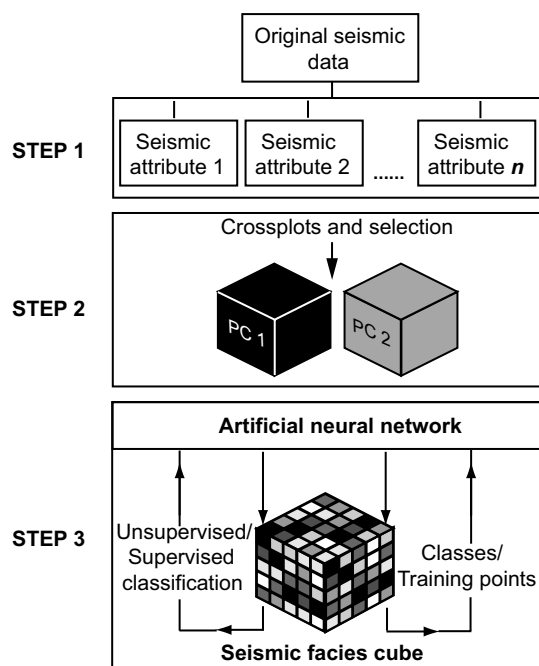 Original seismic
data
STEP 1
Seismic
attribute 1
Seismic
attribute 2
......
Seismic
attribute n
Crossplots and selection
STEP 2
PC 1
PC 2
Artificial neural network
STEP 3
Unsupervised/
Supervised
classification
Classes/
Training points
Seismic facies cube